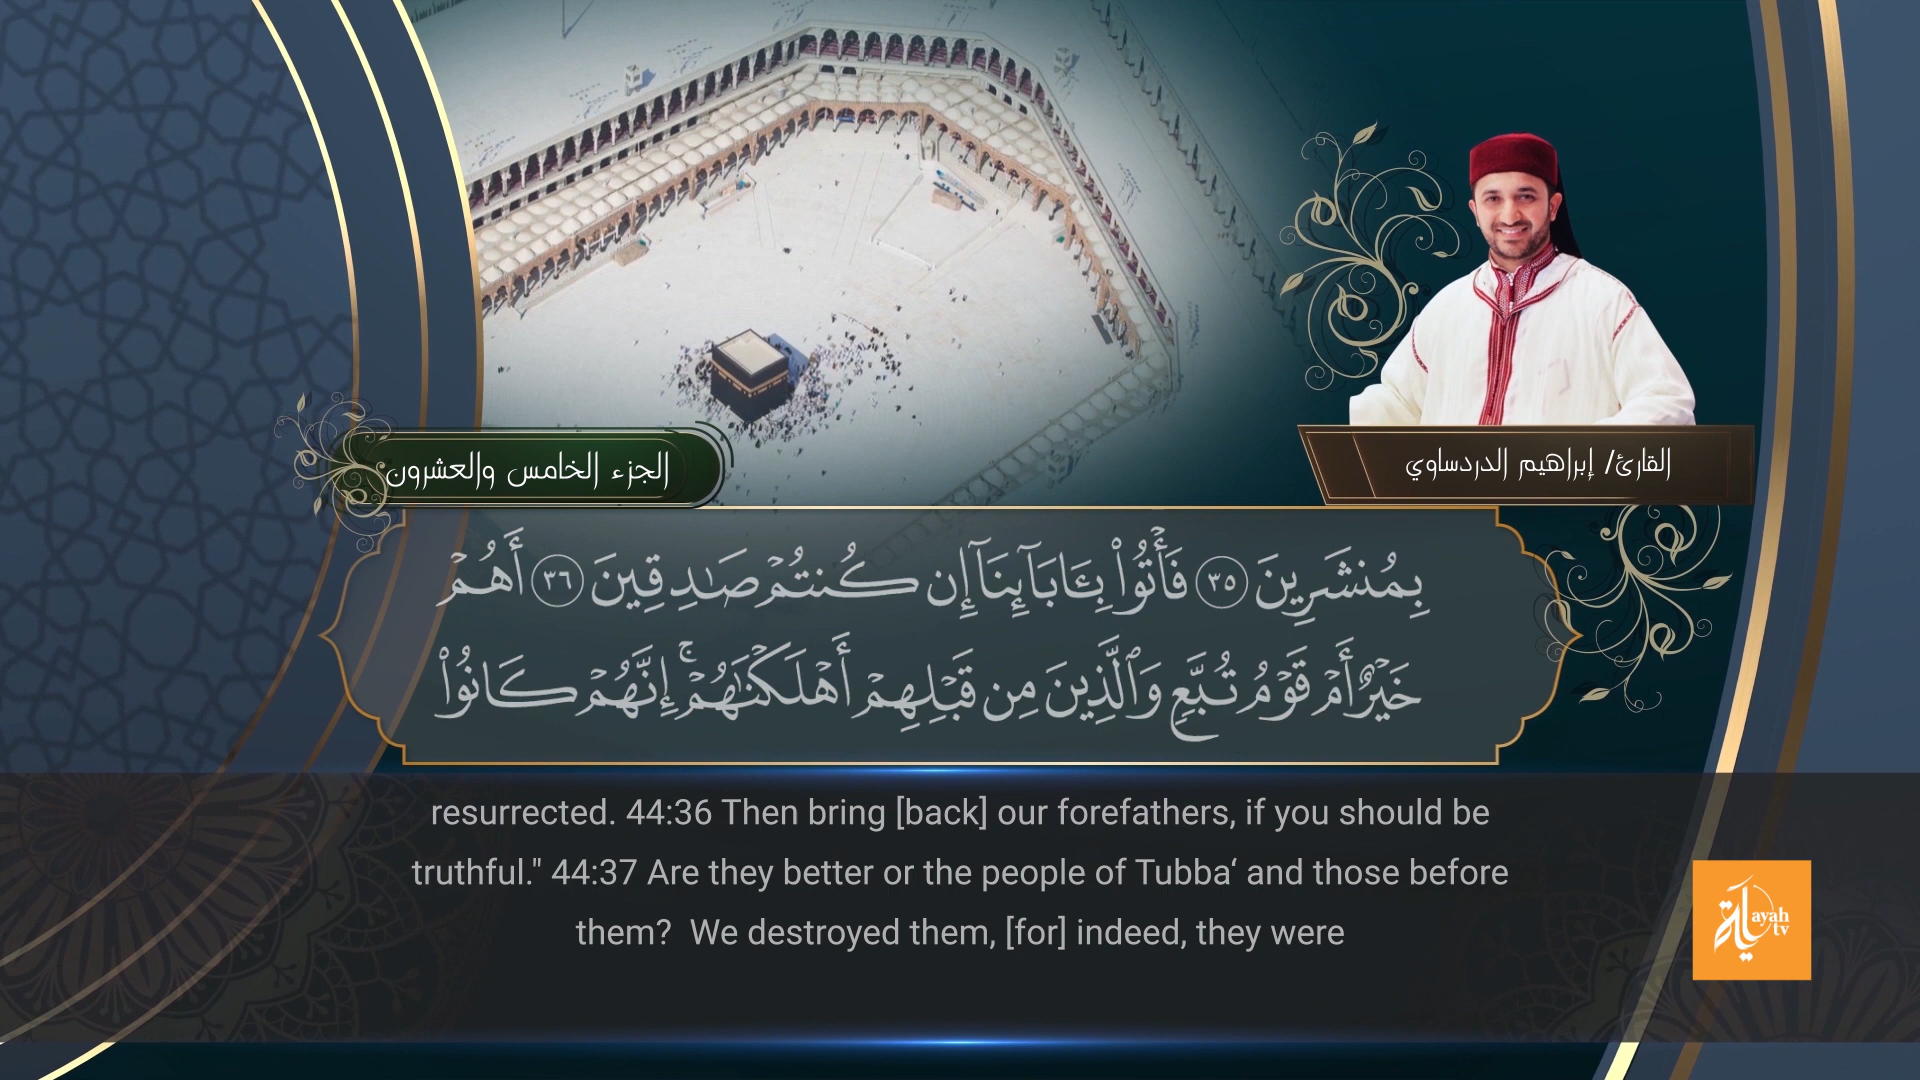 القارئ/ إبراهيم الدردساوي
الجزء الخامس والعشرون
بِمُنشَرِينَ ٣٥ فَأْتُوا۟ بِـَٔابَآئِنَآ إِن كُنتُمْ صَـٰدِقِينَ ٣٦ أَهُمْ
خَيْرٌ أَمْ قَوْمُ تُبَّعٍ وَٱلَّذِينَ مِن قَبْلِهِمْ أَهْلَكْنَـٰهُمْ ۚ إِنَّهُمْ كَانُوا۟
resurrected. 44:36 Then bring [back] our forefathers, if you should be
truthful." 44:37 Are they better or the people of Tubba‘ and those before
them?  We destroyed them, [for] indeed, they were
آية
ayah
tv